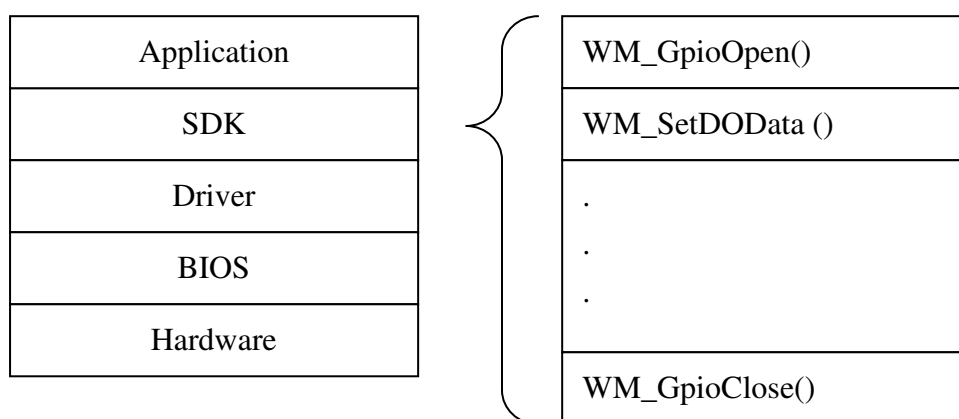 Application
SDK
Driver
BIOS
Hardware
WM_GpioOpen()
WM_SetDOData ()
.
.
.
WM_GpioClose()